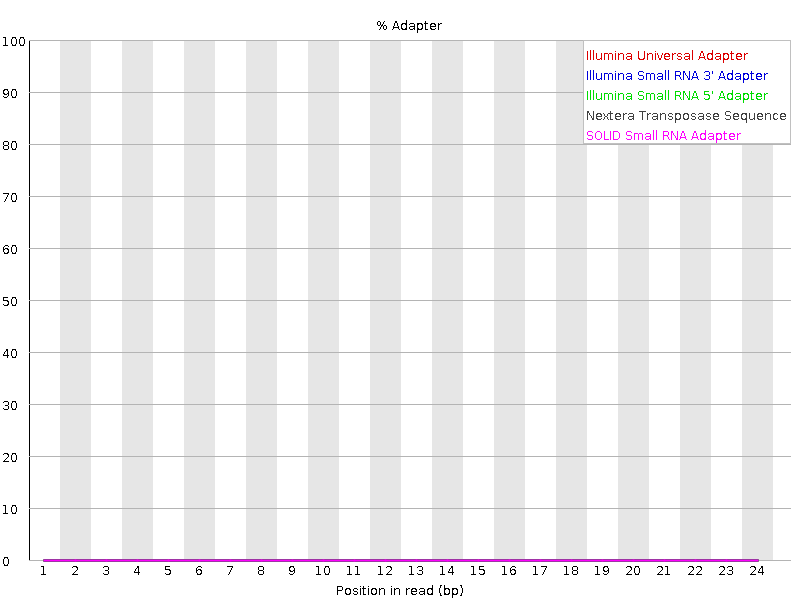 % Adapter
100
90
80
70
60
50
40
30
20
10
0
Illumina Universal Adapter
Illumina Small RNA 3' Adapter
Illumina Small RNA 5' Adapter
Nextera Transposase Sequence
SOLID Small RNA Adapter
1 2 3 4 5 6 7 8 9 10 11 12 13 14 15 16 17 18 19 20 21 22 23 24
Position in read (bp)